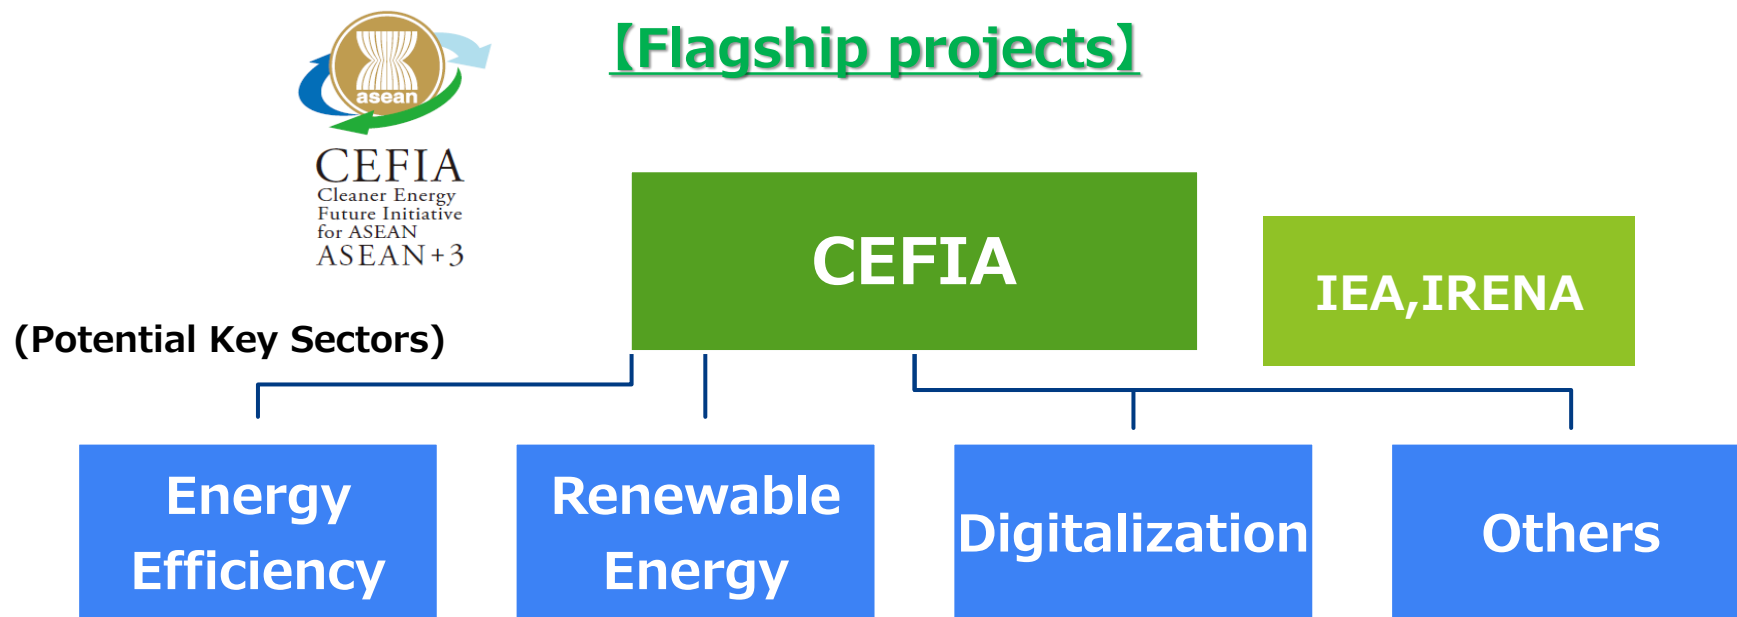 【Flagship projects】
asean
CEFIA
Cleaner Energy
Future Initiative
for ASEAN
ASEAN+3
CEFIA
IEA,IRENA
(Potential Key Sectors)
Energy
Efficiency
Renewable
Energy
Digitalization
Others